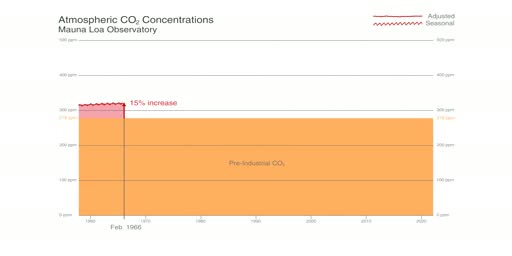 Atmospheric CO₂ Concentrations
Mauna Loa Observatory
Adjusted
Seasonal
500 ppm 500 ppm
400 ppm 400 ppm
15% increase
300 ppm 300 ppm
278 ppm 278 ppm
200 ppm 200 ppm
Pre-Industrial CO₂
100 ppm 100 ppm
0 ppm 0 ppm
1960 1970 1980 1990 2000 2010 2020
Feb 1966